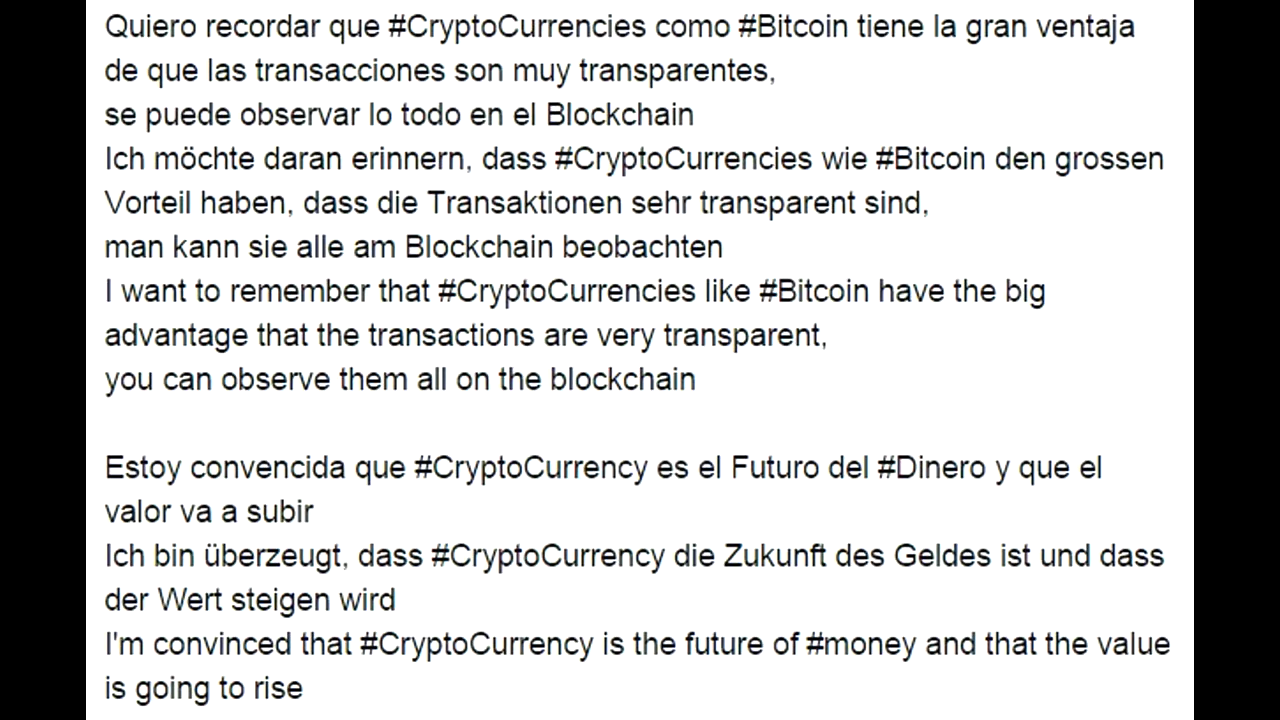 Quiero recordar que #CryptoCurrencies como #Bitcoin tiene la gran ventaja
de que las transacciones son muy transparentes,
se puede observar lo todo en el Blockchain
Ich möchte daran erinnern, dass #CryptoCurrencies wie #Bitcoin den grossen
Vorteil haben, dass die Transaktionen sehr transparent sind,
man kann sie alle am Blockchain beobachten
I want to remember that #CryptoCurrencies like #Bitcoin have the big
advantage that the transactions are very transparent,
you can observe them all on the blockchain
Estoy convencida que #CryptoCurrency es el Futuro del #Dinero y que el
valor va a subir
Ich bin überzeugt, dass #CryptoCurrency die Zukunft des Geldes ist und dass
der Wert steigen wird
I'm convinced that #CryptoCurrency is the future of #money and that the value
is going to rise